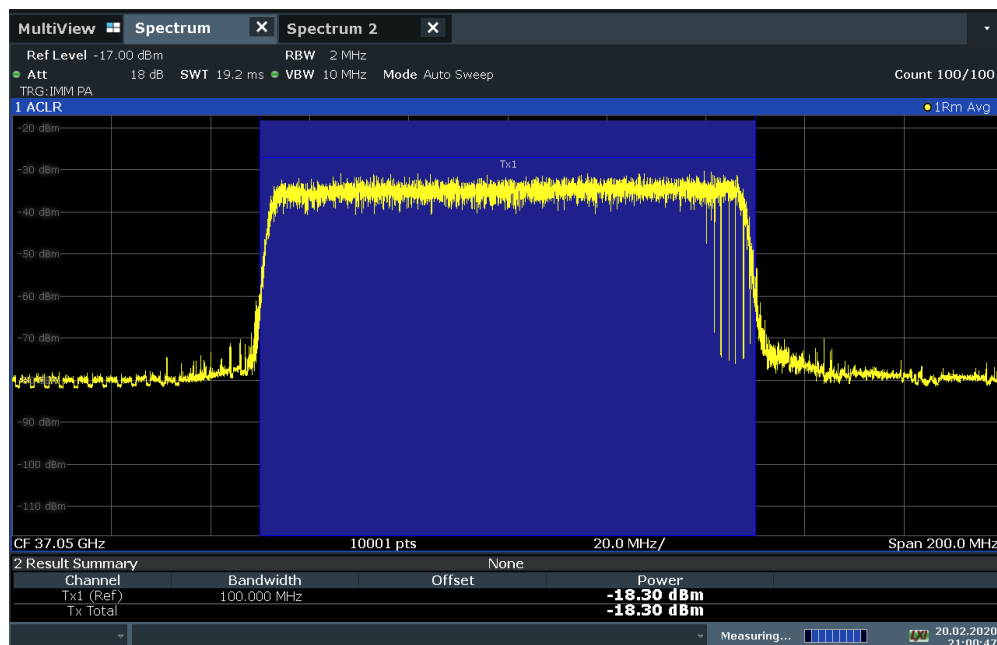 MultiView Spectrum X Spectrum 2 X
Ref Level -17.00 dBm RBW 2 MHz
Att 18 dB SWT 19.2 ms VBW 10 MHz Mode Auto Sweep Count 100/100
TRG:IMM PA
1 ACLR 1Rm Avg
-20 dBm
Tx1
-30 dBm
-40 dBm
-50 dBm
-60 dBm
-70 dBm
-90 dBm
-100 dBm
-110 dBm
CF 37.05 GHz 10001 pts 20.0 MHz/ Span 200.0 MHz
2 Result Summary None
Channel Bandwidth Offset Power
Tx1 (Ref) 100.000 MHz -18.30 dBm
Tx Total -18.30 dBm
Measuring... LXI 20.02.2020
21:00:47